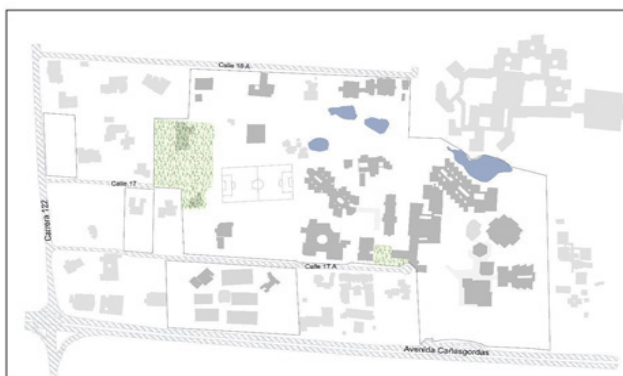 Calle 18 A
Calle 17
Carrera 122
Calle 17 A
Avenida Cañasgordas